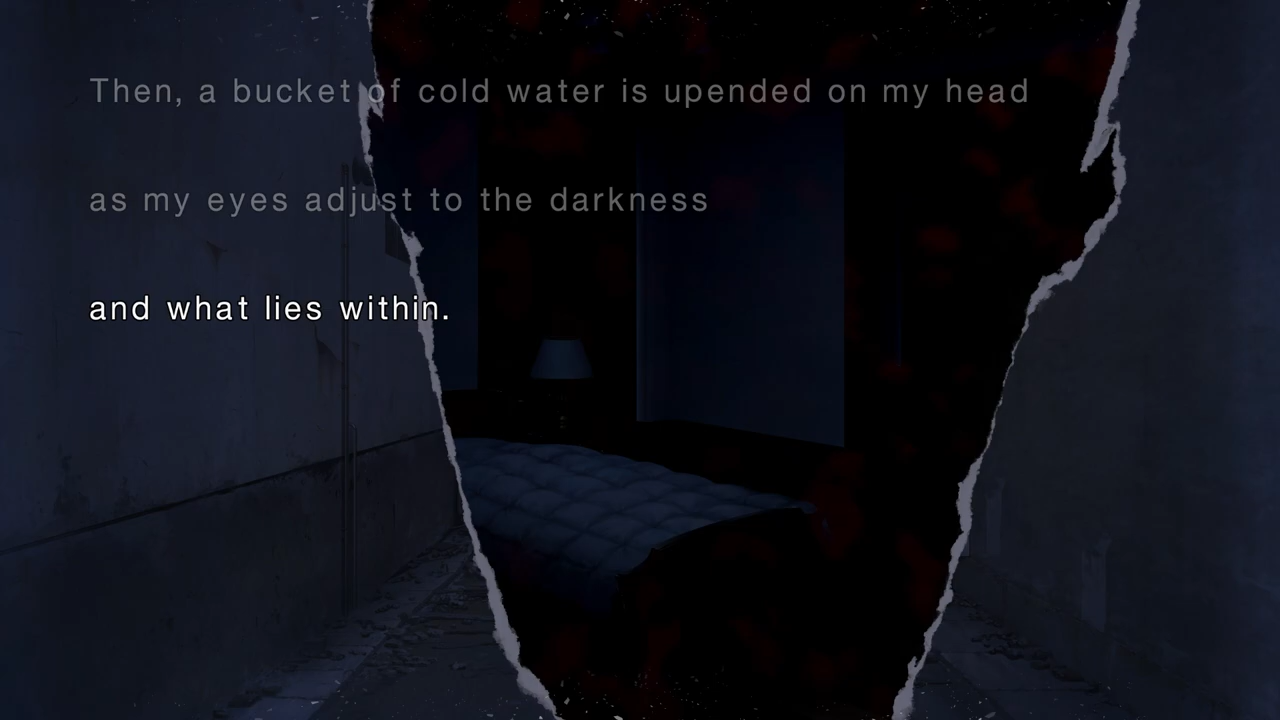 Then, a bucket of cold water is upended on my head
as my eyes adjust to the darkness
and what lies within.